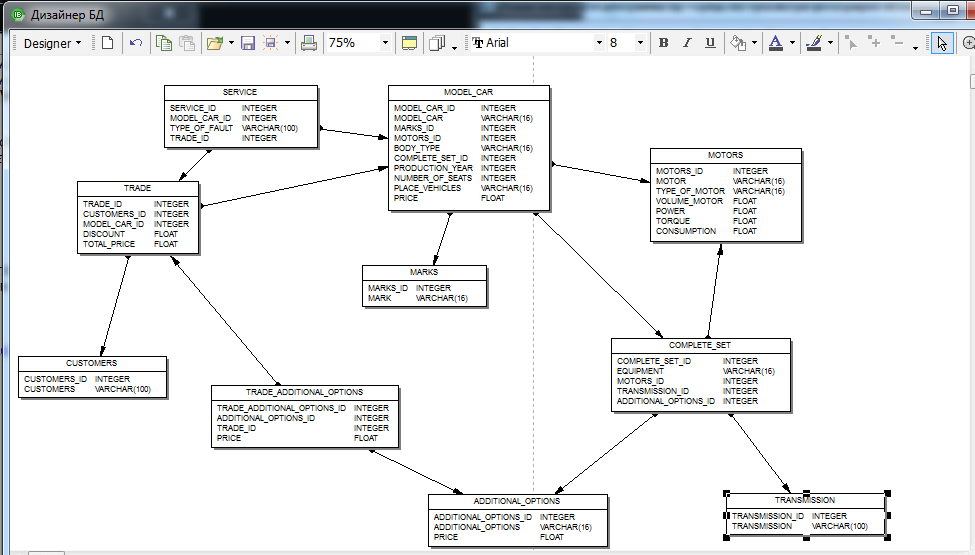 Дизайнер БД
Designer
75%
Arial
8
B I U
A
SERVICE
SERVICE_ID INTEGER
MODEL_CAR_ID INTEGER
TYPE_OF_FAULT VARCHAR(100)
TRADE_ID INTEGER
MODEL_CAR
MODEL_CAR_ID INTEGER
MODEL_CAR VARCHAR(16)
MARKS_ID INTEGER
MOTORS_ID INTEGER
BODY_TYPE VARCHAR(16)
COMPLETE_SET_ID INTEGER
PRODUCTION_YEAR INTEGER
NUMBER_OF_SEATS INTEGER
PLACE_VEHICLES VARCHAR(16)
PRICE FLOAT
MOTORS
MOTORS_ID INTEGER
MOTOR VARCHAR(16)
TYPE_OF_MOTOR VARCHAR(16)
VOLUME_MOTOR FLOAT
POWER FLOAT
TORQUE FLOAT
CONSUMPTION FLOAT
TRADE
TRADE_ID INTEGER
CUSTOMERS_ID INTEGER
MODEL_CAR_ID INTEGER
DISCOUNT FLOAT
TOTAL_PRICE FLOAT
MARKS
MARKS_ID INTEGER
MARK VARCHAR(16)
COMPLETE_SET
COMPLETE_SET_ID INTEGER
EQUIPMENT VARCHAR(16)
MOTORS_ID INTEGER
TRANSMISSION_ID INTEGER
ADDITIONAL_OPTIONS_ID INTEGER
CUSTOMERS
CUSTOMERS_ID INTEGER
CUSTOMERS VARCHAR(100)
TRADE_ADDITIONAL_OPTIONS
TRADE_ADDITIONAL_OPTIONS_ID INTEGER
ADDITIONAL_OPTIONS_ID INTEGER
TRADE_ID INTEGER
PRICE FLOAT
ADDITIONAL_OPTIONS
ADDITIONAL_OPTIONS_ID INTEGER
ADDITIONAL_OPTIONS VARCHAR(16)
PRICE FLOAT
TRANSMISSION
TRANSMISSION_ID INTEGER
TRANSMISSION VARCHAR(100)